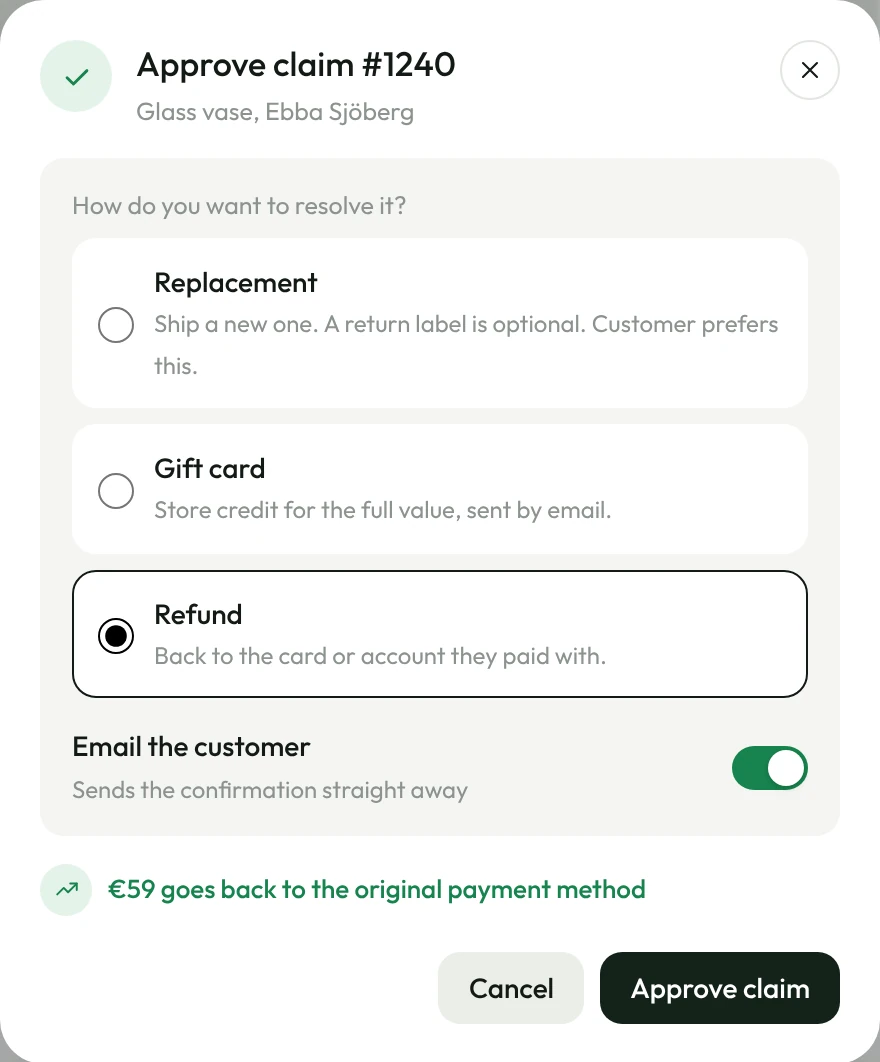 Approve claim #1240
Glass vase, Ebba Sjöberg
How do you want to resolve it?
Replacement
Ship a new one. A return label is optional. Customer prefers
this.
Gift card
Store credit for the full value, sent by email.
Refund
Back to the card or account they paid with.
Email the customer
Sends the confirmation straight away
€59 goes back to the original payment method
Cancel
Approve claim